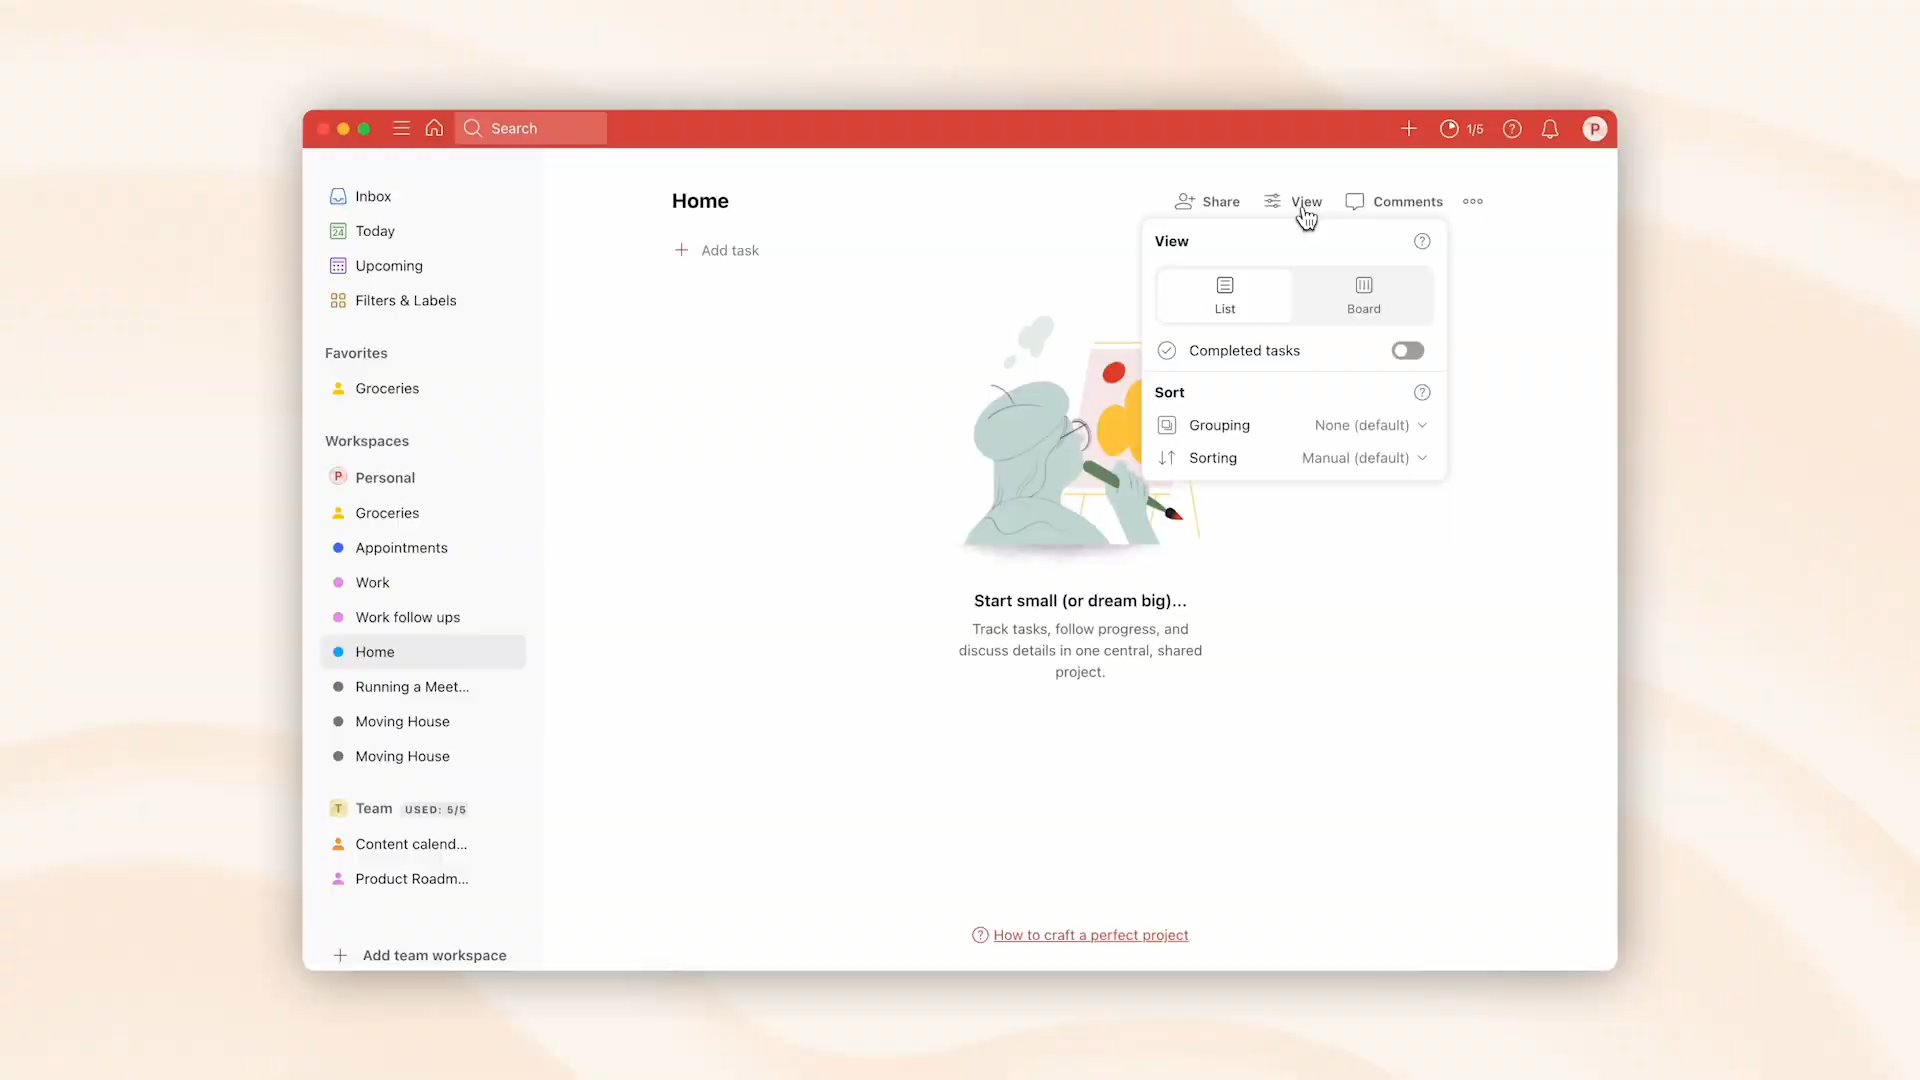 Search
1/5
P
Inbox
24
Today
Upcoming
Filters & Labels
Favorites
Groceries
Workspaces
P Personal
Groceries
Appointments
Work
Work follow ups
Home
Running a Meet...
Moving House
Moving House
T Team USED: 5/5
Content calend...
Product Roadm...
+ Add team workspace
Home
Share View Comments
+ Add task
View ?
List Board
Completed tasks
Sort ?
Grouping None (default)
Sorting Manual (default)
Start small (or dream big)...
Track tasks, follow progress, and
discuss details in one central, shared
project.
? How to craft a perfect project